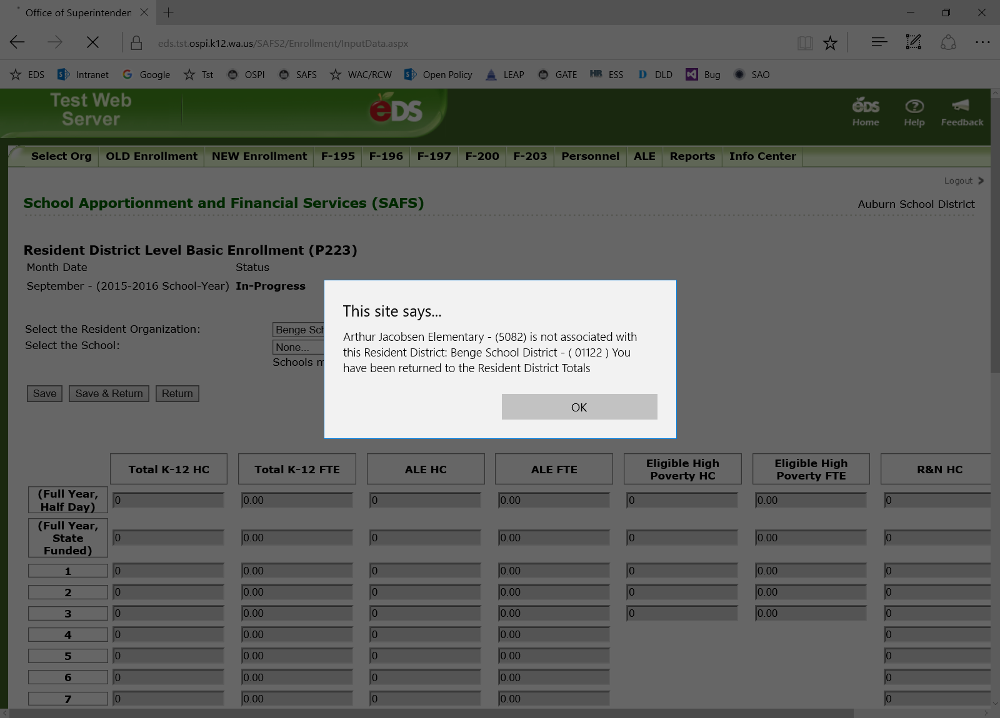 Office of Superintenden
eds.tst.ospi.k12.wa.us/SAFS2/Enrollment/InputData.aspx
EDS Intranet Google Tst OSPI SAFS WAC/RCW Open Policy LEAP GATE ESS DLD Bug SAO
Test Web
Server
eDS
eDS
Home Help Feedback
Select Org OLD Enrollment NEW Enrollment F-195 F-196 F-197 F-200 F-203 Personnel ALE Reports Info Center
Logout
School Apportionment and Financial Services (SAFS)
Auburn School District
Resident District Level Basic Enrollment (P223)
Month Date Status
September - (2015-2016 School-Year) In-Progress
Select the Resident Organization: Benge Sch
Select the School: None...
Schools m
Save Save & Return Return
This site says...
Arthur Jacobsen Elementary - (5082) is not associated with
this Resident District: Benge School District - ( 01122 ) You
have been returned to the Resident District Totals
OK
Total K-12 HC Total K-12 FTE ALE HC ALE FTE Eligible High Poverty HC Eligible High Poverty FTE R&N HC
(Full Year, Half Day) 0 0.00 0 0.00 0 0.00 0
(Full Year, State Funded) 0 0.00 0 0.00 0 0.00 0
1 0 0.00 0 0.00 0 0.00 0
2 0 0.00 0 0.00 0 0.00 0
3 0 0.00 0 0.00 0 0.00 0
4 0 0.00 0 0.00 0
5 0 0.00 0 0.00 0
6 0 0.00 0 0.00 0
7 0 0.00 0 0.00 0